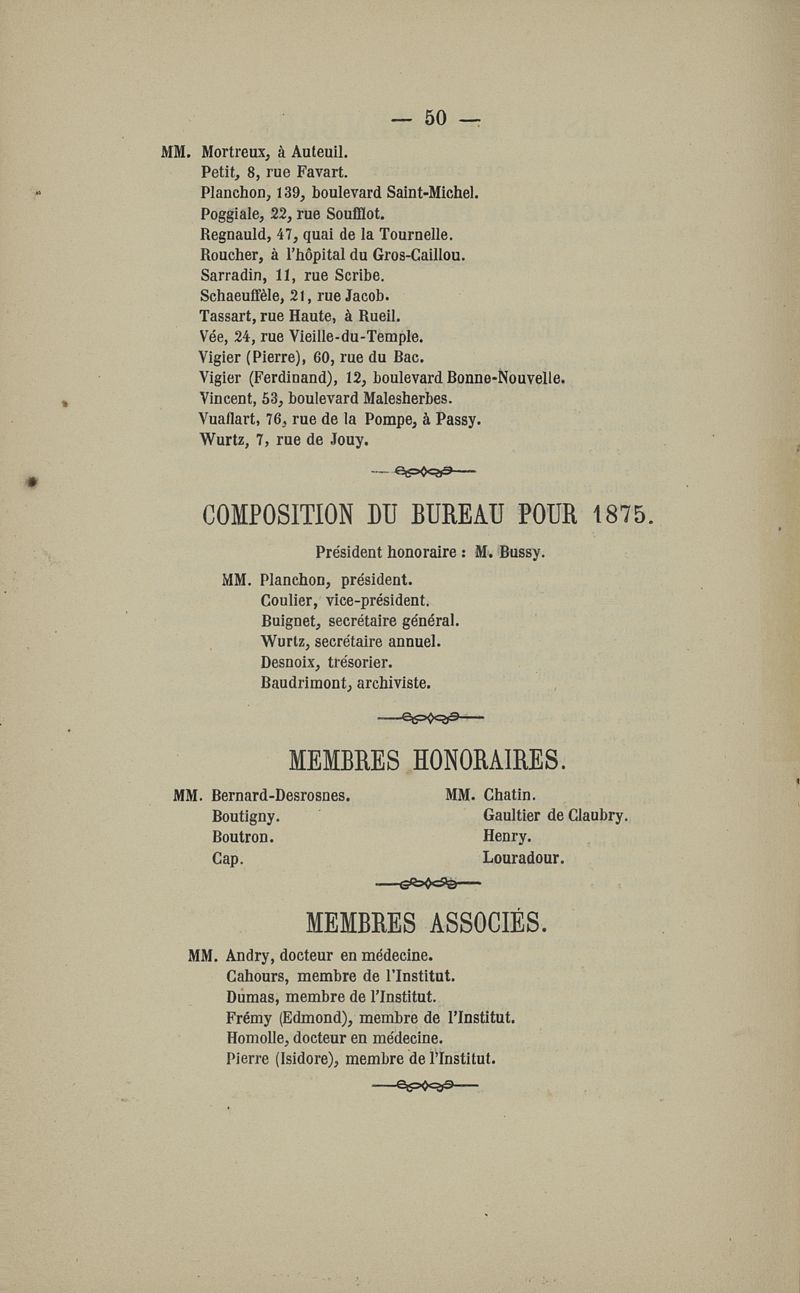 — 50 —
MM. Mortreux, à Auteuil.
Petit, 8, rue Favart.
Planchon, 139, boulevard Saint-Michel.
Poggiale, 22, rue Soufflot.
Regnauld, 47, quai de la Tournelle.
Roucher, à l'hôpital du Gros-Caillou.
Sarradin, 11, rue Scribe.
Schaeuffèle, 21, rue Jacob.
Tassart, rue Haute, à Rueil.
Vée, 24, rue Vieille-du-Temple.
Vigier (Pierre), 60, rue du Bac.
Vigier (Ferdinand), 12, boulevard Bonne-Nouvelle.
Vincent, 53, boulevard Malesherbes.
Vuaflart, 76, rue de la Pompe, à Passy.
Wurtz, 7, rue de Jouy.
COMPOSITION DU BUREAU POUR 1875.
Président honoraire : M. Bussy.
MM. Planchon, président.
Coulier, vice-président.
Buignet, secrétaire général.
Wurtz, secrétaire annuel.
Desnoix, trésorier.
Baudrimont, archiviste.
MEMBRES HONORAIRES.
MM. Bernard-Desrosnes.
Boutigny.
Boutron.
Cap.
MM. Chatin.
Gaultier de Claubry.
Henry.
Louradour.
MEMBRES ASSOCIÉS.
MM. Andry, docteur en médecine.
Cahours, membre de l'Institut.
Dumas, membre de l'Institut.
Frémy (Edmond), membre de l'Institut.
Homolle, docteur en médecine.
Pierre (Isidore), membre de l'Institut.